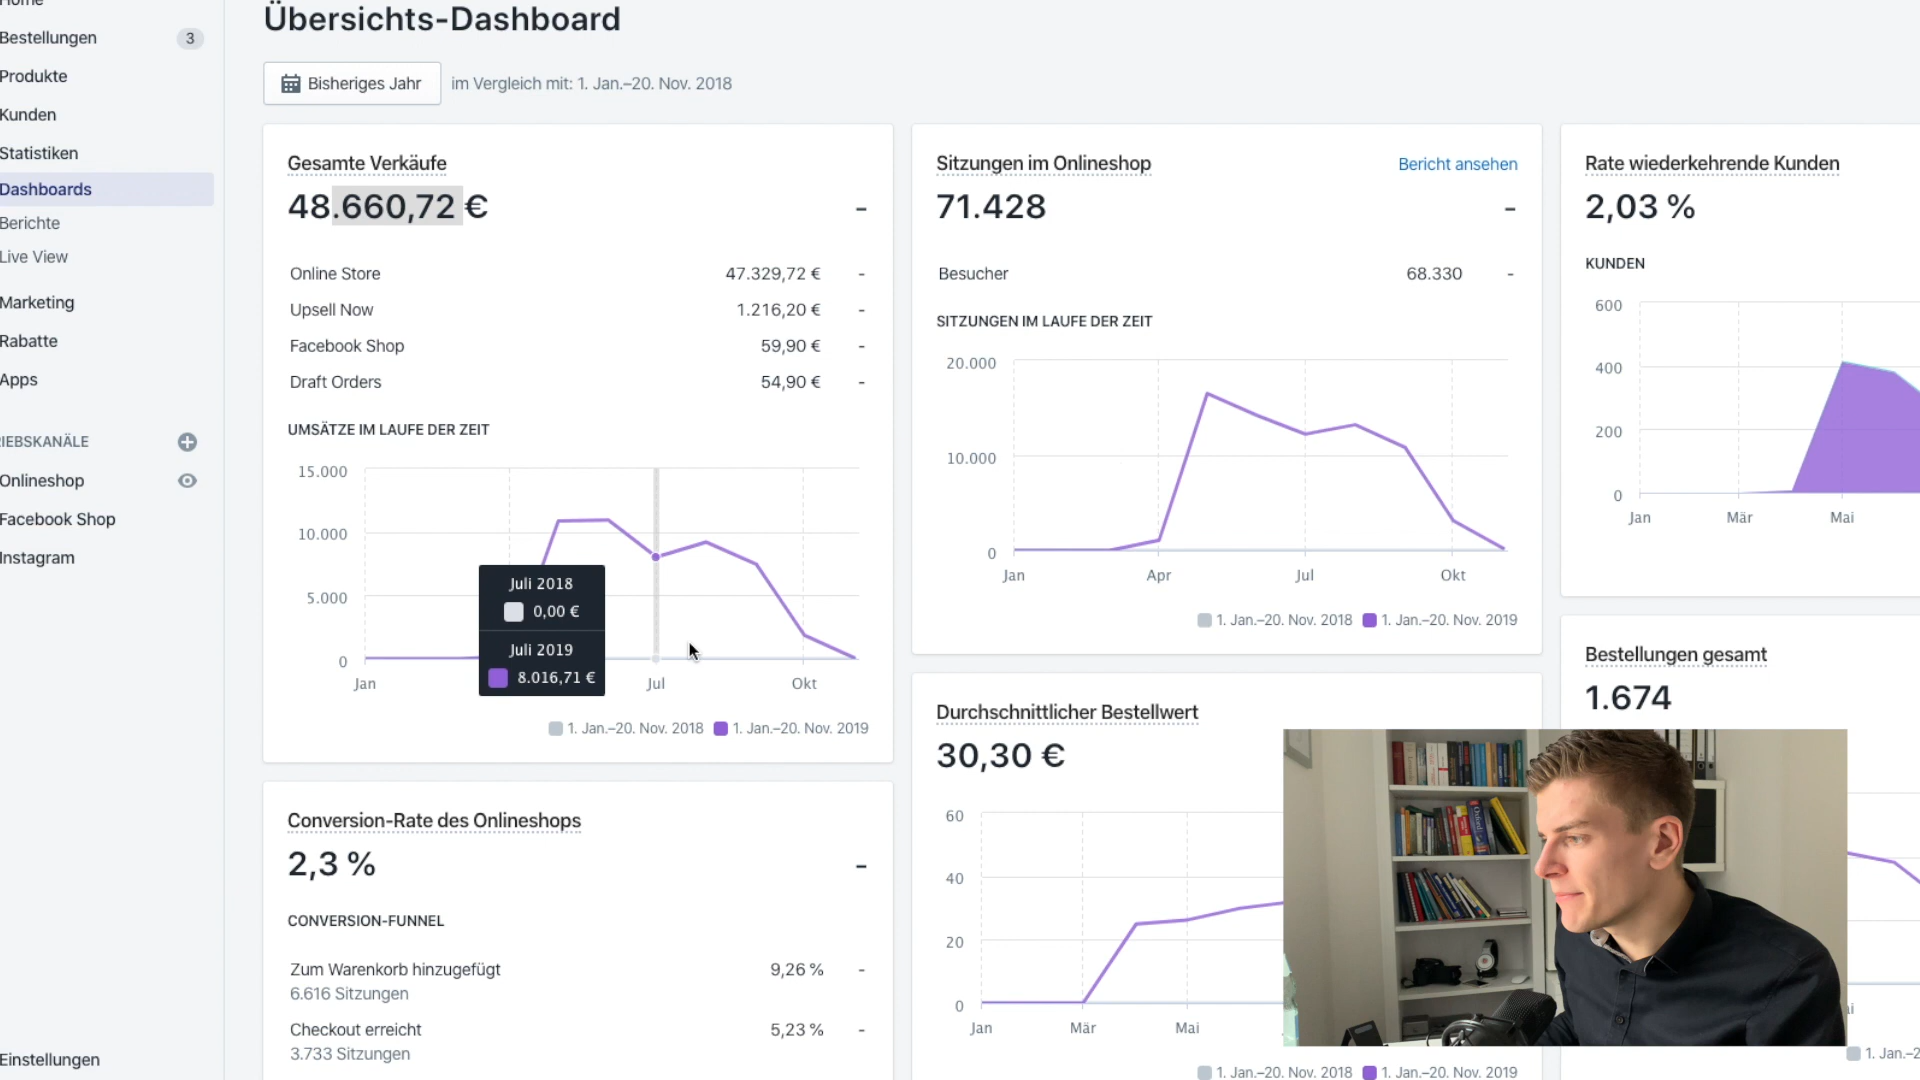 Home
Bestellungen 3
Produkte
Kunden
Statistiken
Dashboards
Berichte
Live View
Marketing
Rabatte
Apps
IEBSKANÄLE
Onlineshop
Facebook Shop
Instagram
Einstellungen
Übersichts-Dashboard
Bisheriges Jahr im Vergleich mit: 1. Jan.–20. Nov. 2018
Gesamte Verkäufe
48.660,72 € -
Online Store 47.329,72 € -
Upsell Now 1.216,20 € -
Facebook Shop 59,90 € -
Draft Orders 54,90 € -
UMSÄTZE IM LAUFE DER ZEIT
15.000
10.000
5.000
0
Juli 2018
0,00 €
Juli 2019
8.016,71 €
Jan Jul Okt
1. Jan.–20. Nov. 2018 1. Jan.–20. Nov. 2019
Conversion-Rate des Onlineshops
2,3 % -
CONVERSION-FUNNEL
Zum Warenkorb hinzugefügt 9,26 % -
6.616 Sitzungen
Checkout erreicht 5,23 % -
3.733 Sitzungen
Sitzungen im Onlineshop Bericht ansehen
71.428 -
Besucher 68.330 -
SITZUNGEN IM LAUFE DER ZEIT
20.000
10.000
0
Jan Apr Jul Okt
1. Jan.–20. Nov. 2018 1. Jan.–20. Nov. 2019
Durchschnittlicher Bestellwert
30,30 €
60
40
20
0
Jan Mär Mai
1. Jan.–20. Nov. 2018 1. Jan.–20. Nov. 2019
Rate wiederkehrende Kunden
2,03 %
KUNDEN
600
400
200
0
Jan Mär Mai
Bestellungen gesamt
1.674
1. Jan.–2